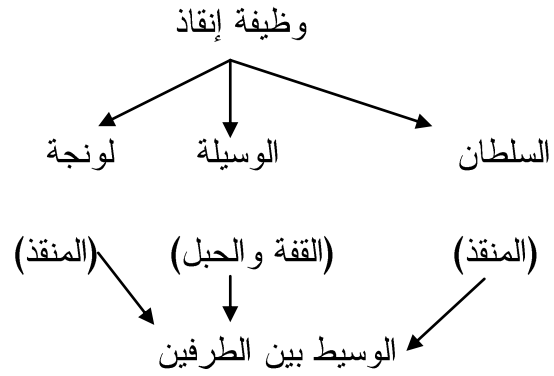 وظيفة إنقاذ
السلطان الوسيلة لونجة
(المنقذ) (القفة والحبل) (المنقذ)
الوسيط بين الطرفين